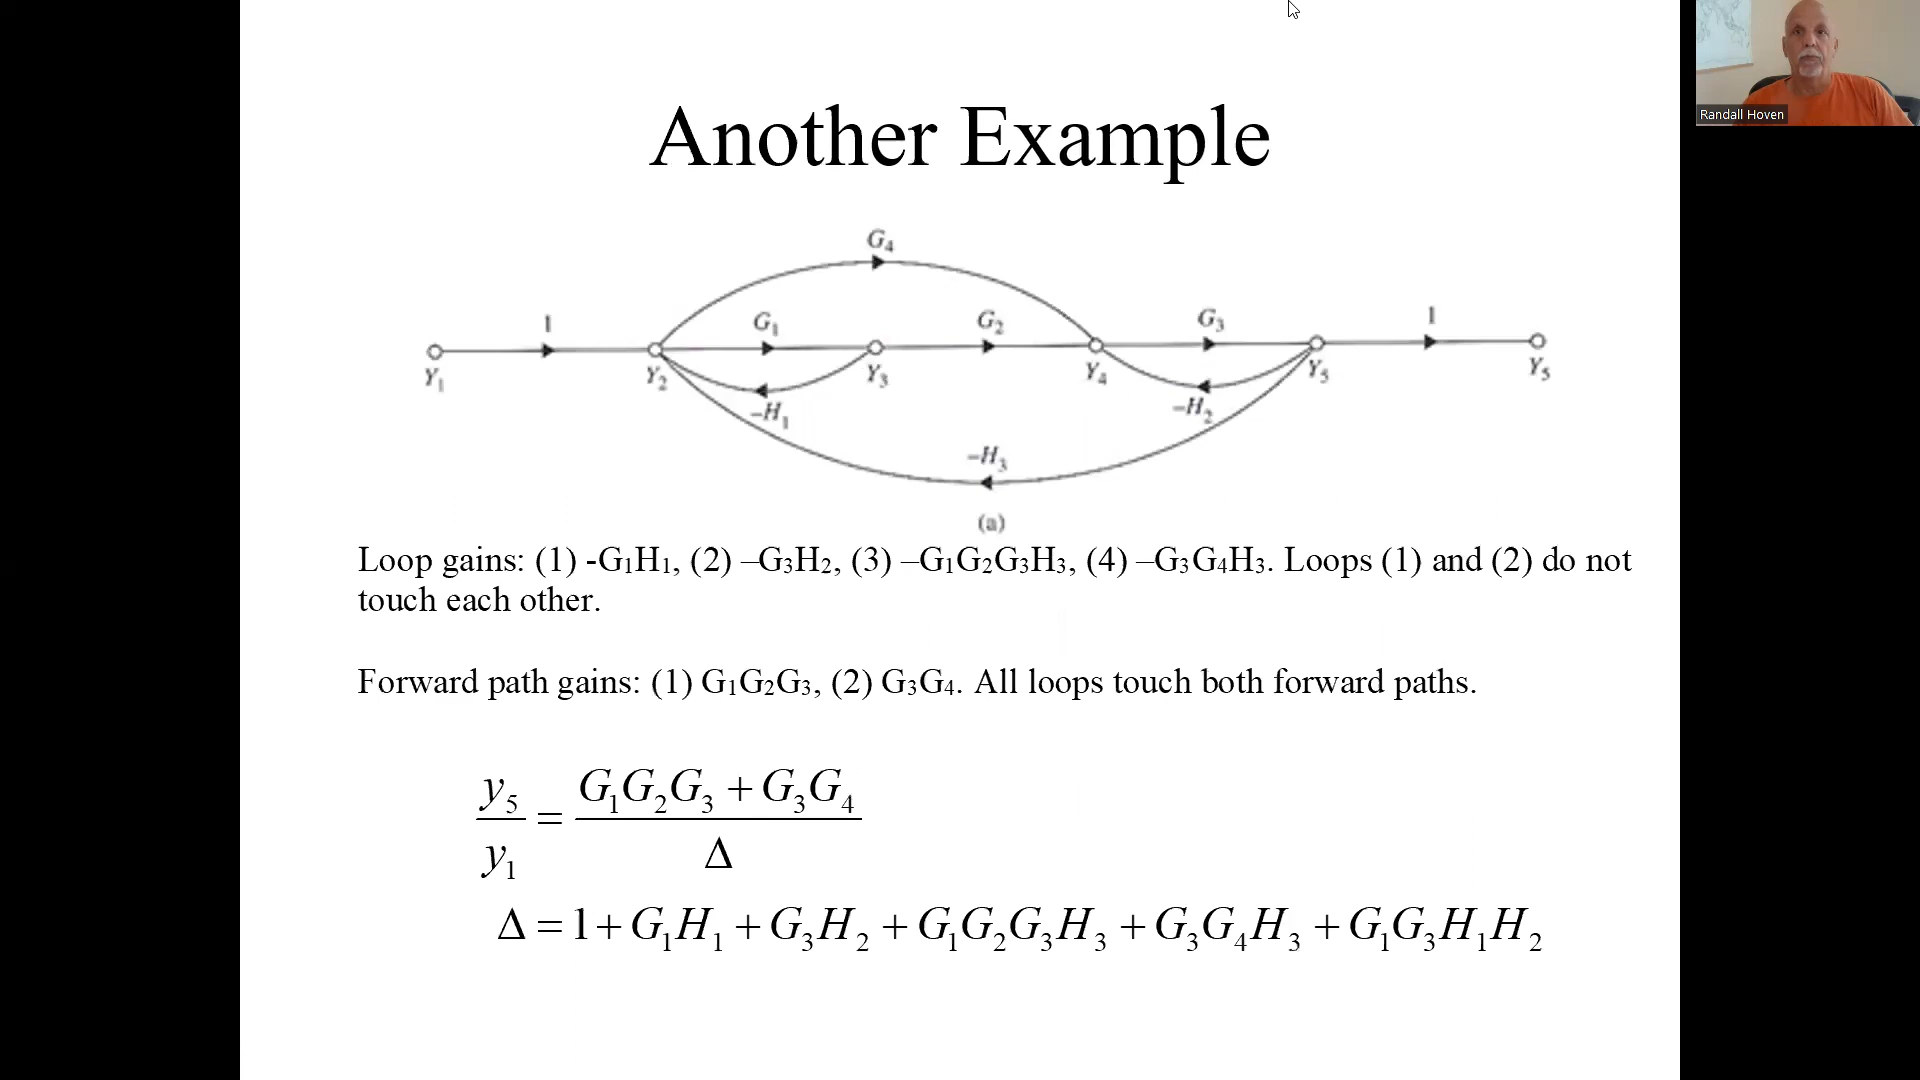 Randall Hoven
Another Example
G₄
1 G₁ G₂ G₃ 1
Y₁ Y₂ Y₃ Y₄ Y₅ Y₅
–H₁ –H₂
–H₃
(a)
Loop gains: (1) -G₁H₁, (2) –G₃H₂, (3) –G₁G₂G₃H₃, (4) –G₃G₄H₃. Loops (1) and (2) do not
touch each other.
Forward path gains: (1) G₁G₂G₃, (2) G₃G₄. All loops touch both forward paths.
y₅/y₁ = (G₁G₂G₃ + G₃G₄)/Δ
Δ = 1 + G₁H₁ + G₃H₂ + G₁G₂G₃H₃ + G₃G₄H₃ + G₁G₃H₁H₂